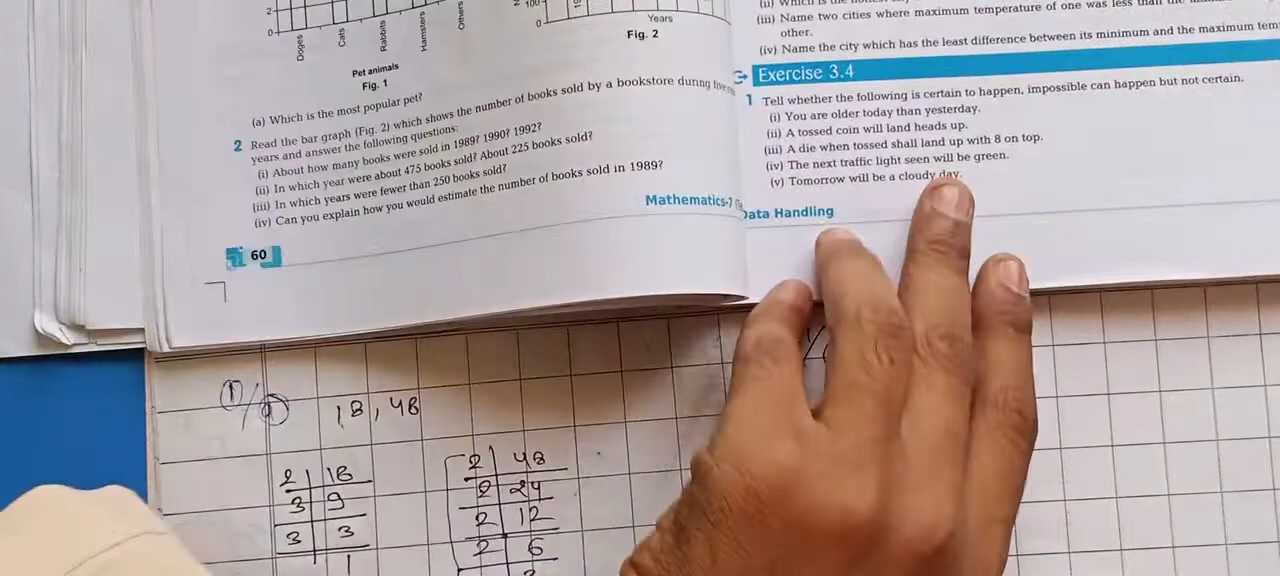 2
0
Doges
Cats
Rabbits
Hamsters
Others
Pet animals
Fig. 1
100
0
Years
Fig. 2
(a) Which is the most popular pet?
2 Read the bar graph (Fig. 2) which shows the number of books sold by a bookstore during five
years and answer the following questions:
(i) About how many books were sold in 1989? 1990? 1992?
(ii) In which year were about 475 books sold? About 225 books sold?
(iii) In which years were fewer than 250 books sold?
(iv) Can you explain how you would estimate the number of books sold in 1989?
Mathematics-7
60
(ii) Which is the
(iii) Name two cities where maximum temperature of one was less than the
other.
(iv) Name the city which has the least difference between its minimum and the maximum tem
Exercise 3.4
1 Tell whether the following is certain to happen, impossible can happen but not certain.
(i) You are older today than yesterday.
(ii) A tossed coin will land heads up.
(iii) A die when tossed shall land up with 8 on top.
(iv) The next traffic light seen will be green.
(v) Tomorrow will be a cloudy day.
Data Handling
18, 48
2 18
3 9
3 3
1
2 48
2 24
2 12
2 6